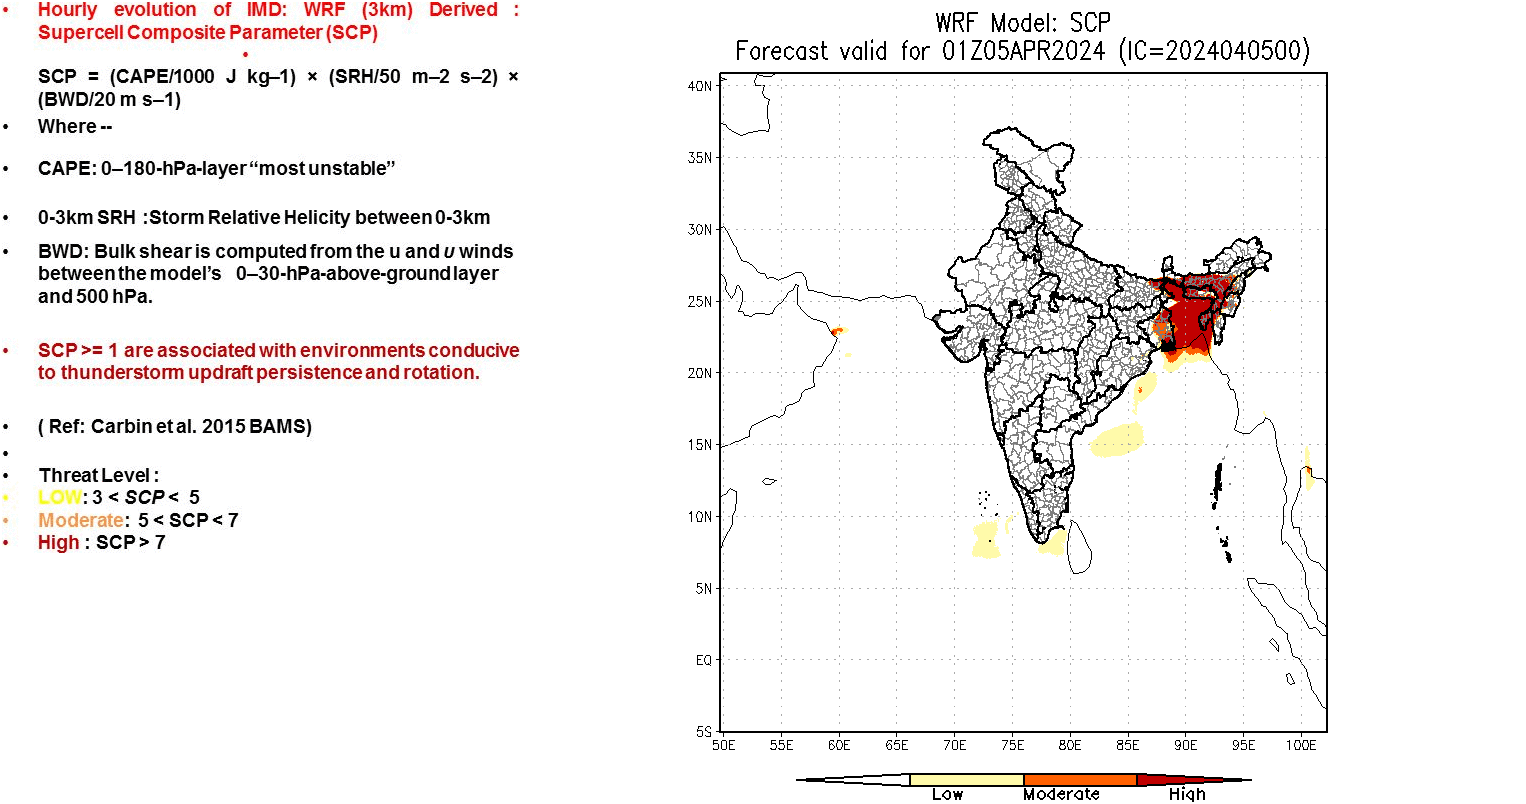 • Hourly evolution of IMD: WRF (3km) Derived :
Supercell Composite Parameter (SCP)
•
SCP = (CAPE/1000 J kg–1) × (SRH/50 m–2 s–2) ×
(BWD/20 m s–1)
• Where --
• CAPE: 0–180-hPa-layer “most unstable”
• 0-3km SRH :Storm Relative Helicity between 0-3km
• BWD: Bulk shear is computed from the u and υ winds
between the model’s 0–30-hPa-above-ground layer
and 500 hPa.
• SCP >= 1 are associated with environments conducive
to thunderstorm updraft persistence and rotation.
• ( Ref: Carbin et al. 2015 BAMS)
•
• Threat Level :
• LOW: 3 < SCP < 5
• Moderate: 5 < SCP < 7
• High : SCP > 7
WRF Model: SCP
Forecast valid for 01Z05APR2024 (IC=2024040500)
40N
35N
30N
25N
20N
15N
10N
5N
EQ
5S
50E 55E 60E 65E 70E 75E 80E 85E 90E 95E 100E
Low Moderate High